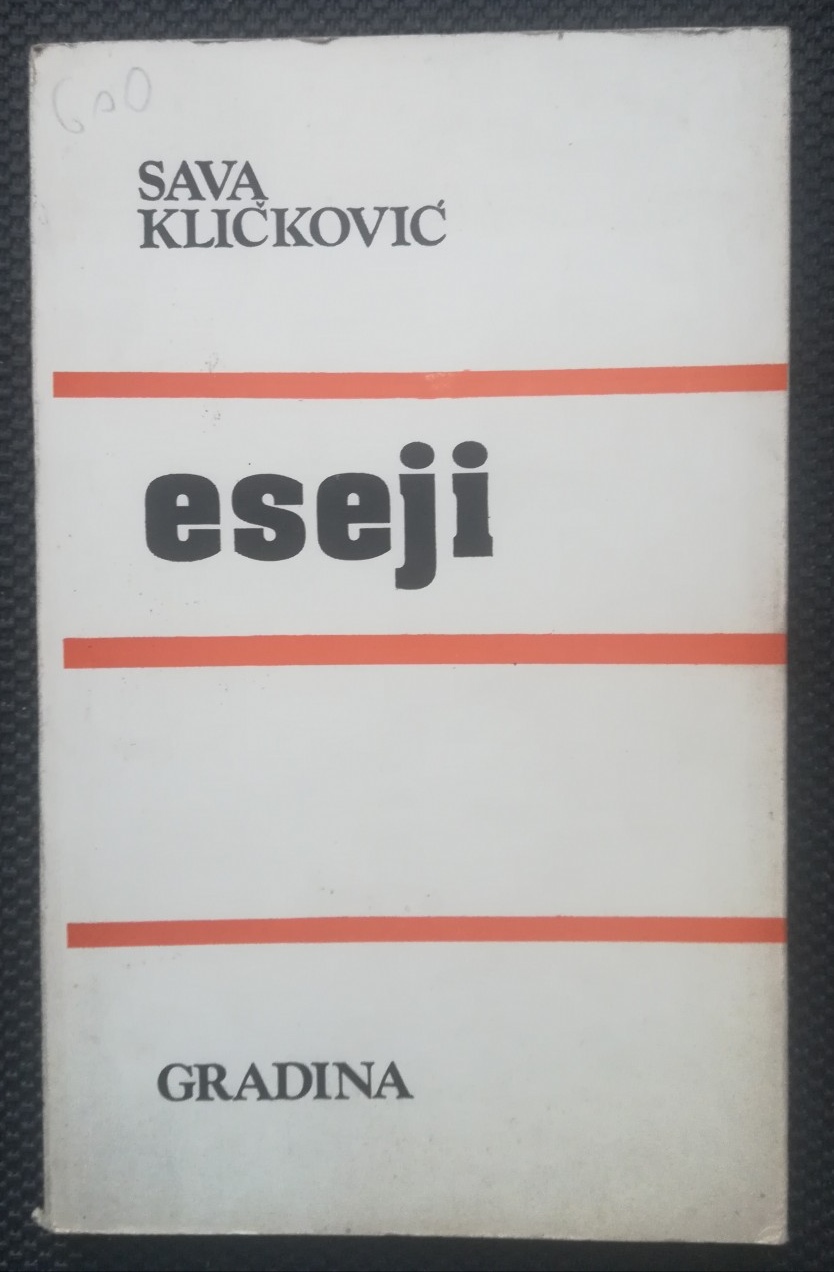 600
SAVA
KLIČKOVIĆ
eseji
GRADINA